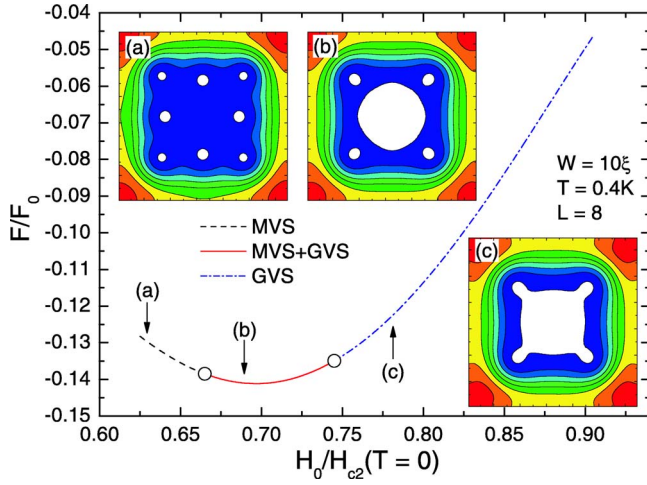 -0.04
-0.05
-0.06
-0.07
-0.08
-0.09
-0.10
-0.11
-0.12
-0.13
-0.14
-0.15
F/F₀
(a)
(b)
W = 10ξ
T = 0.4K
L = 8
MVS
MVS+GVS
GVS
(c)
(a)
(b)
(c)
0.60
0.65
0.70
0.75
0.80
0.85
0.90
H₀/H_c2(T = 0)